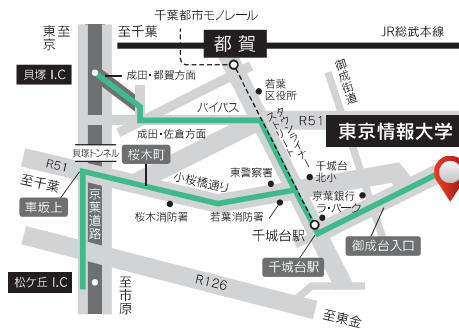 千葉都市モノレール
至東京
至千葉
都 賀
JR総武本線
貝塚 I.C
成田・都賀方面
若葉
区役所
御成街道
バイパス
タウンライナー
ストリート
R51
成田・佐倉方面
東京情報大学
貝塚トンネル
桜木町
R51
至千葉
小桜橋通り
東警察署
千城台
北小
車坂上
京葉道路
京葉銀行
ラ・パーク
桜木消防署
若葉消防署
千城台駅
御成台入口
千城台駅
松ケ丘 I.C
至市原
R126
至東金